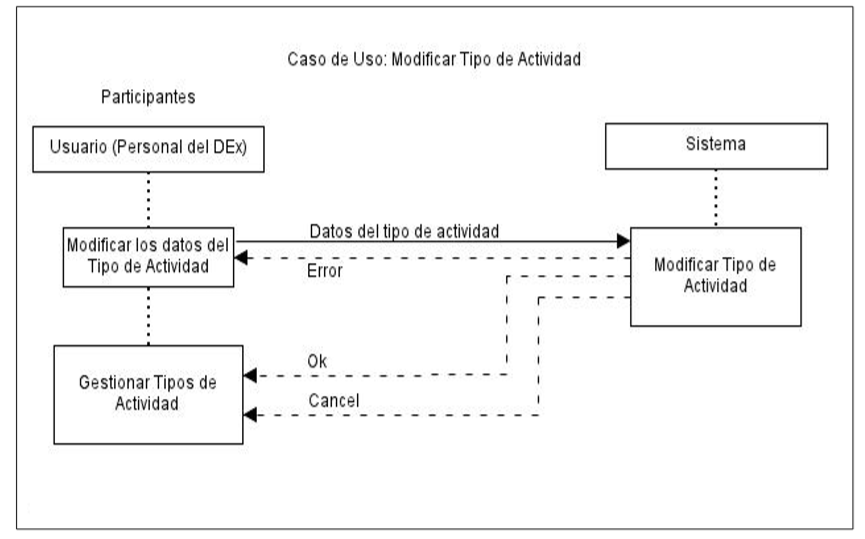 Caso de Uso: Modificar Tipo de Actividad
Participantes
Usuario (Personal del DEx)
Sistema
Modificar los datos del
Tipo de Actividad
Datos del tipo de actividad
Error
Modificar Tipo de
Actividad
Ok
Gestionar Tipos de
Actividad
Cancel